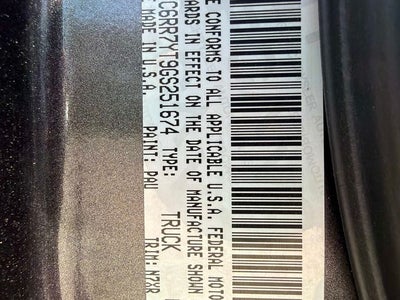 E CONFORMS TO ALL APPLICABLE U.S.A. FEDERAL MOTO
ARDS IN EFFECT ON THE DATE OF MANUFACTURE SHOWN
C6RR7YT9GS251674 TYPE: TRUCK
MADE IN U.S.A. PAINT: PAU TRIM: M7X8